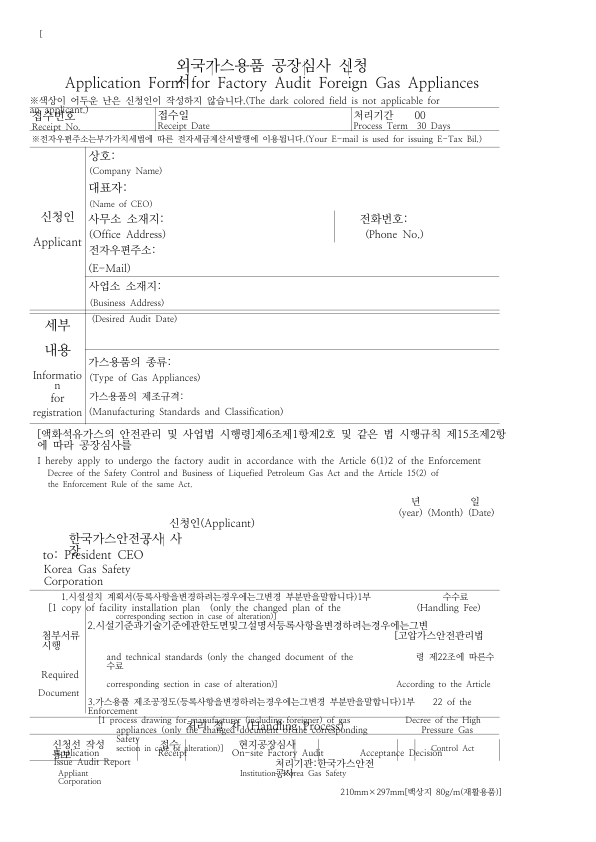 [
외국가스용품 공장심사 신청
서
Application Form for Factory Audit Foreign Gas Appliances
※색상이 어두운 난은 신청인이 작성하지 않습니다.(The dark colored field is not applicable for
an applicant.)
접수번호 접수일 처리기간 00
Receipt No. Receipt Date Process Term 30 Days
※전자우편주소는부가가치세법에 따른 전자세금계산서발행에 이용됩니다.(Your E-mail is used for issuing E-Tax Bil.)
상호:
(Company Name)
대표자:
(Name of CEO)
신청인 사무소 소재지: 전화번호:
Applicant (Office Address) (Phone No.)
전자우편주소:
(E-Mail)
사업소 소재지:
(Business Address)
세부 (Desired Audit Date)
내용
가스용품의 종류:
Informatio (Type of Gas Appliances)
n
for 가스용품의 제조규격:
registration (Manufacturing Standards and Classification)
[액화석유가스의 안전관리 및 사업법 시행령]제6조제1항제2호 및 같은 법 시행규칙 제15조제2항
에 따라 공장심사를
I hereby apply to undergo the factory audit in accordance with the Article 6(1)2 of the Enforcement
Decree of the Safety Control and Business of Liquefied Petroleum Gas Act and the Article 15(2) of
the Enforcement Rule of the same Act.
년 일
(year) (Month) (Date)
신청인(Applicant)
한국가스안전공사 사
장
to: President CEO
Korea Gas Safety
Corporation
1.시설설치 계획서(등록사항을변경하려는경우에는그변경 부분만을말합니다)1부 수수료
[1 copy of facility installation plan (only the changed plan of the (Handling Fee)
corresponding section in case of alteration)]
2.시설기준과기술기준에관한도면및그설명서등록사항을변경하려는경우에는그변
첨부서류 [고압가스안전관리법
시행
and technical standards (only the changed document of the 령 제22조에 따른수
수료
Required
corresponding section in case of alteration)] According to the Article
Document
3.가스용품 제조공정도(등록사항을변경하려는경우에는그변경 부분만을말합니다)1부 22 of the
Enforcement
[1 process drawing for manufacturer (including foreigner) of gas Decree of the High
처 리 절 차 (Handling Process)
appliances (only the changed document of the corresponding Pressure Gas
Safety
section in case of alteration)] Control Act
신청선 작성 접수 현지공장심사
Application Receipt On-site Factory Audit Acceptance Decision
Issue Audit Report 처리기관:한국가스안전
공사
Appliant Institution: Korea Gas Safety
Corporation
210mm×297mm[백상지 80g/m(재활용품)]